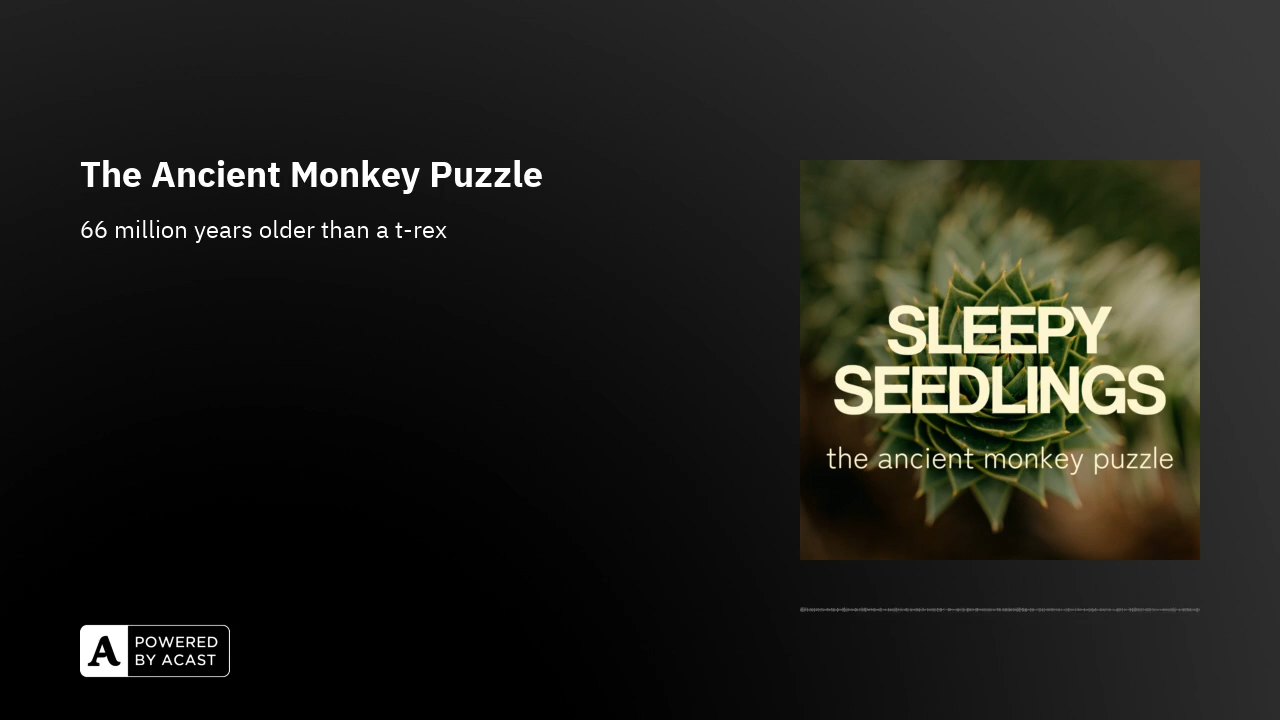 The Ancient Monkey Puzzle
66 million years older than a t-rex
SLEEPY
SEEDLINGS
the ancient monkey puzzle
A POWERED
BY ACAST